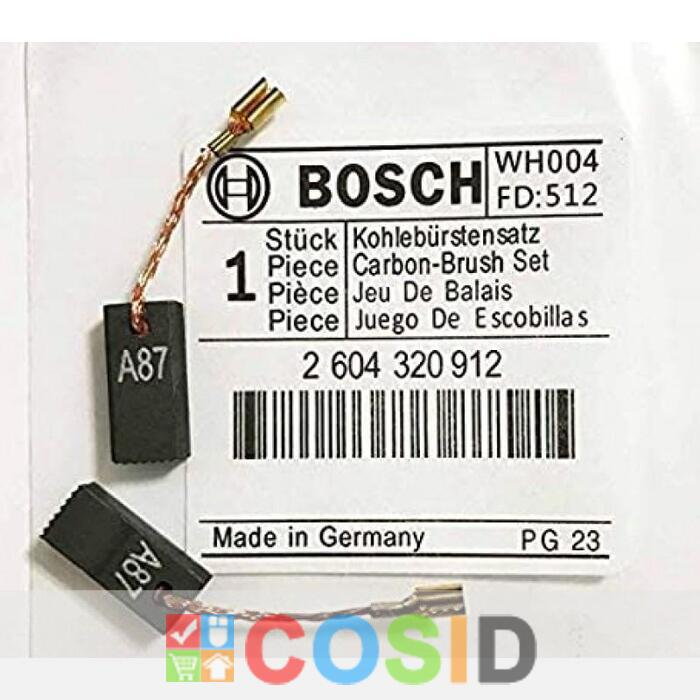 BOSCH
WH004
FD:512
1
Stück Kohlebürstensatz
Piece Carbon-Brush Set
Pièce Jeu De Balais
Piece Juego De Escobillas
2 604 320 912
Made in Germany PG 23
A87
A87
COSID